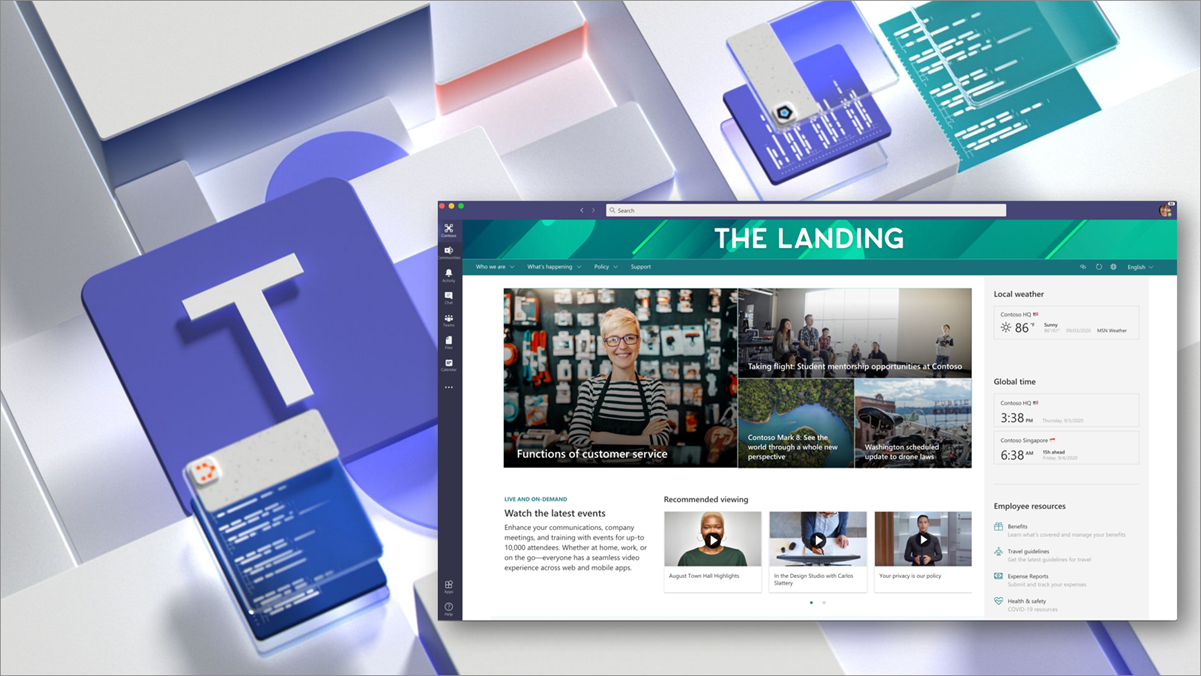 T
Search
Contoso
Communities
Activity
Chat
Teams
Files
Calendar
Apps
Help
THE LANDING
Who we are
What's happening
Policy
Support
English
Functions of customer service
Taking flight: Student mentorship opportunities at Contoso
Contoso Mark 8: See the
world through a whole new
perspective
Washington scheduled
update to drone laws
LIVE AND ON-DEMAND
Watch the latest events
Enhance your communications, company
meetings, and training with events for up-to
10,000 attendees. Whether at home, work, or
on the go—everyone has a seamless video
experience across web and mobile apps.
Recommended viewing
August Town Hall Highlights
In the Design Studio with Carlos
Slattery
Your privacy is our policy
Local weather
Contoso HQ
86 °F
Sunny
MSN Weather
Global time
Contoso HQ
3:38 PM
Contoso Singapore
6:38 AM
15h ahead
Employee resources
Benefits
Learn what's covered and manage your benefits
Travel guidelines
Get the latest guidelines for travel
Expense Reports
Submit and track your expenses
Health & safety
COVID-19 resources